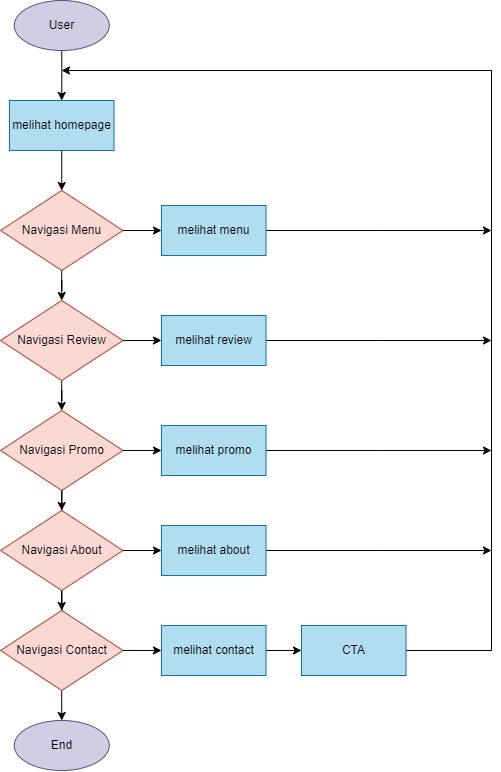 User
melihat homepage
Navigasi Menu
melihat menu
Navigasi Review
melihat review
Navigasi Promo
melihat promo
Navigasi About
melihat about
Navigasi Contact
melihat contact
CTA
End